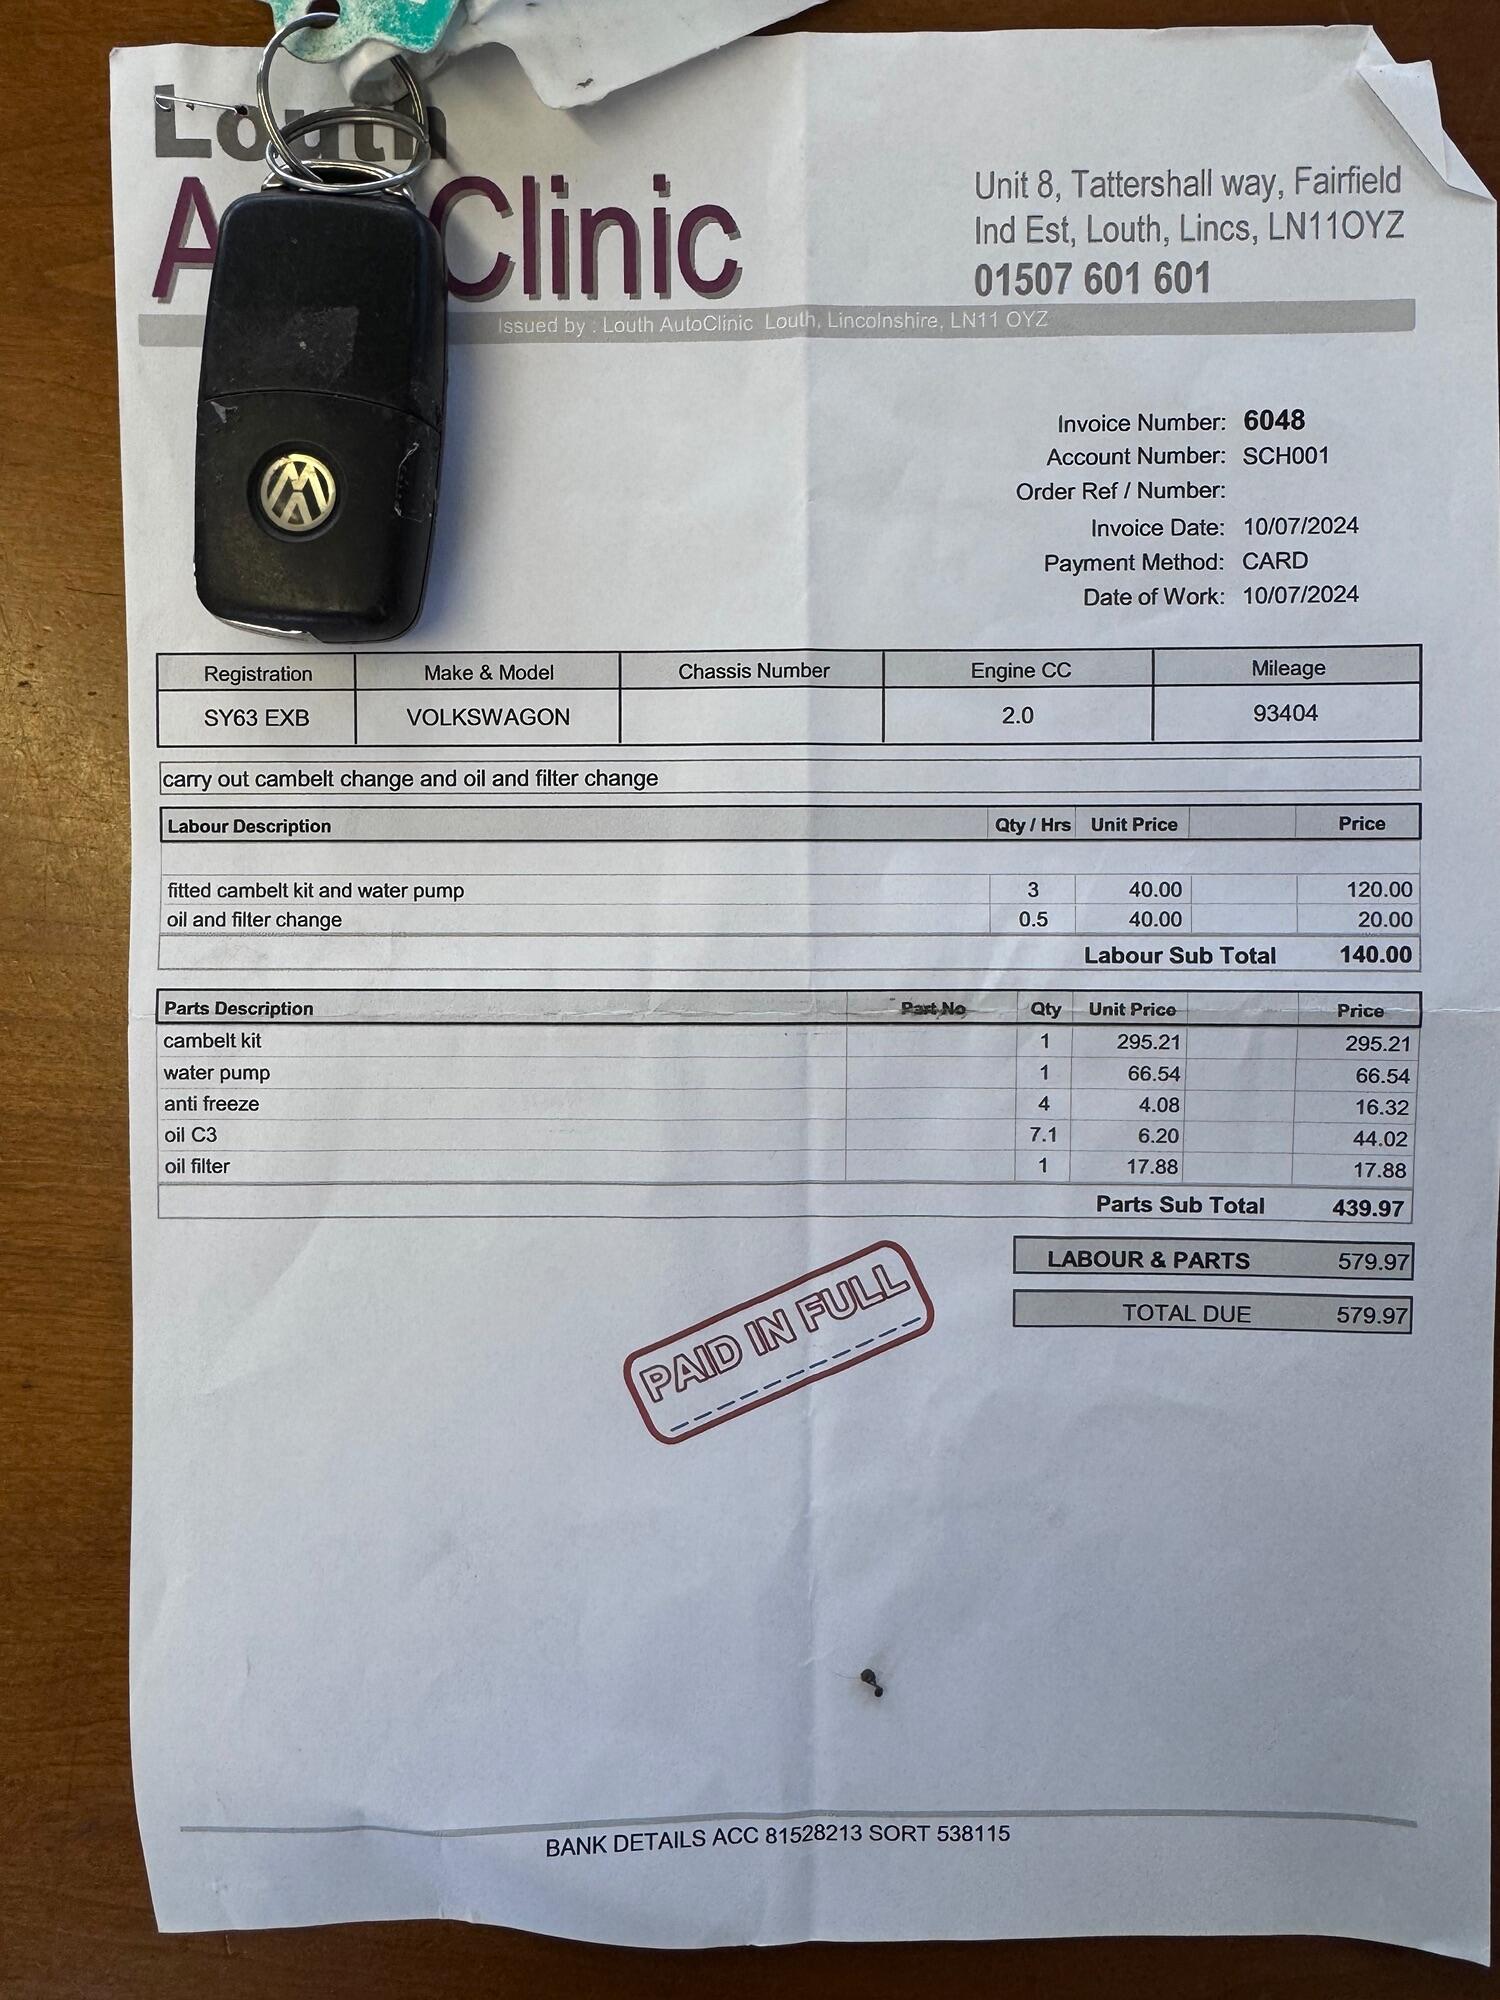 Louth
AutoClinic
Unit 8, Tattershall way, Fairfield
Ind Est, Louth, Lincs, LN11OYZ
01507 601 601
Issued by : Louth AutoClinic Louth, Lincolnshire, LN11 OYZ
Invoice Number: 6048
Account Number: SCH001
Order Ref / Number:
Invoice Date: 10/07/2024
Payment Method: CARD
Date of Work: 10/07/2024
Registration Make & Model Chassis Number Engine CC Mileage
SY63 EXB VOLKSWAGON 2.0 93404
carry out cambelt change and oil and filter change
Labour Description Qty / Hrs Unit Price Price
fitted cambelt kit and water pump 3 40.00 120.00
oil and filter change 0.5 40.00 20.00
Labour Sub Total 140.00
Parts Description Part No Qty Unit Price Price
cambelt kit 1 295.21 295.21
water pump 1 66.54 66.54
anti freeze 4 4.08 16.32
oil C3 7.1 6.20 44.02
oil filter 1 17.88 17.88
Parts Sub Total 439.97
LABOUR & PARTS 579.97
TOTAL DUE 579.97
PAID IN FULL
BANK DETAILS ACC 81528213 SORT 538115